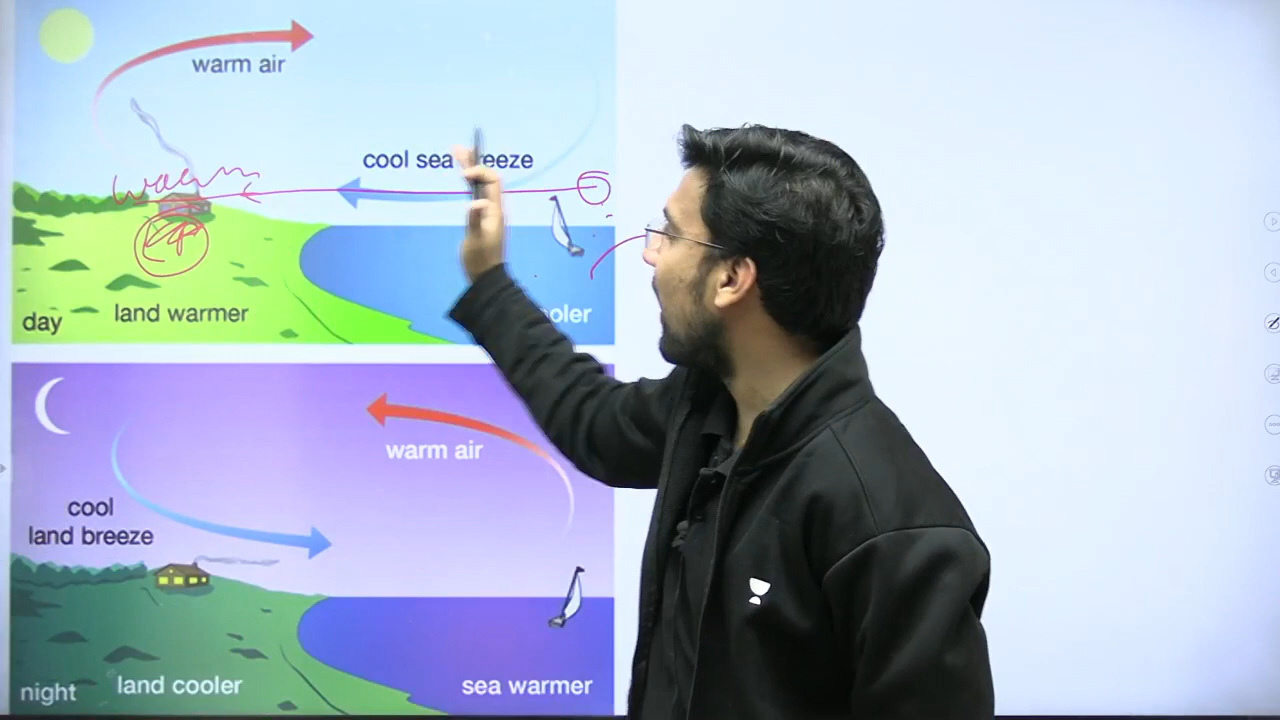 warm air
cool sea breeze
warm
land warmer
day
warm air
cool
land breeze
night
land cooler
sea warmer